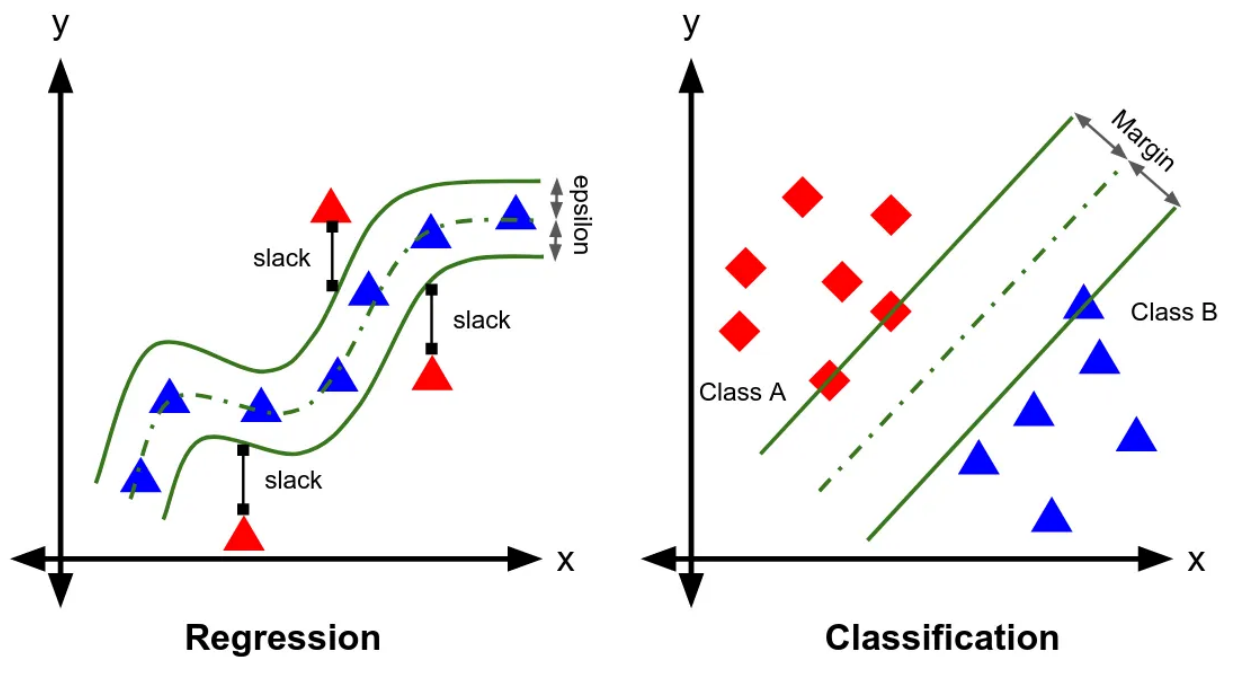 y
epsilon
slack
slack
slack
x
Regression
y
Margin
Class B
Class A
x
Classification